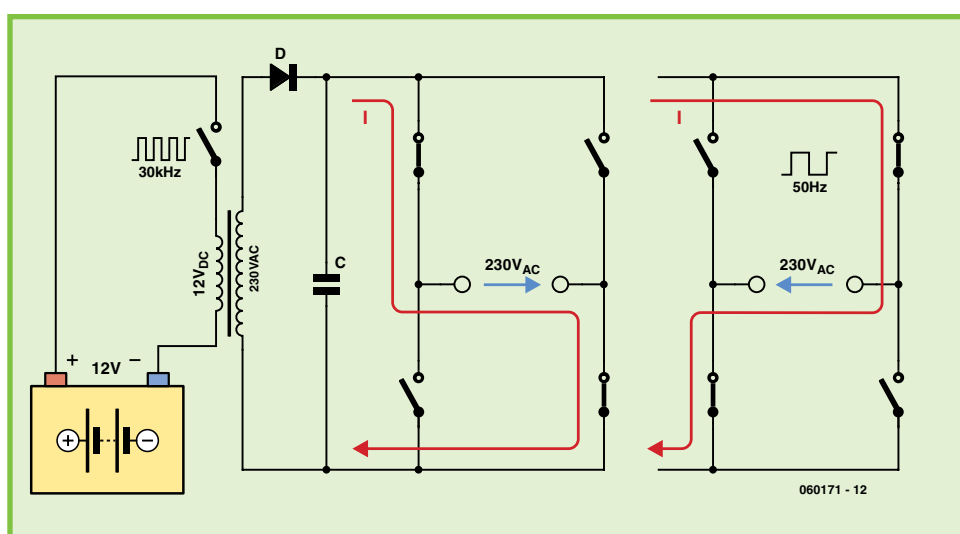 D
I
I
30kHz
50Hz
12VDC
230VAC
C
230VAC
230VAC
+ 12V −
+ −
060171 - 12